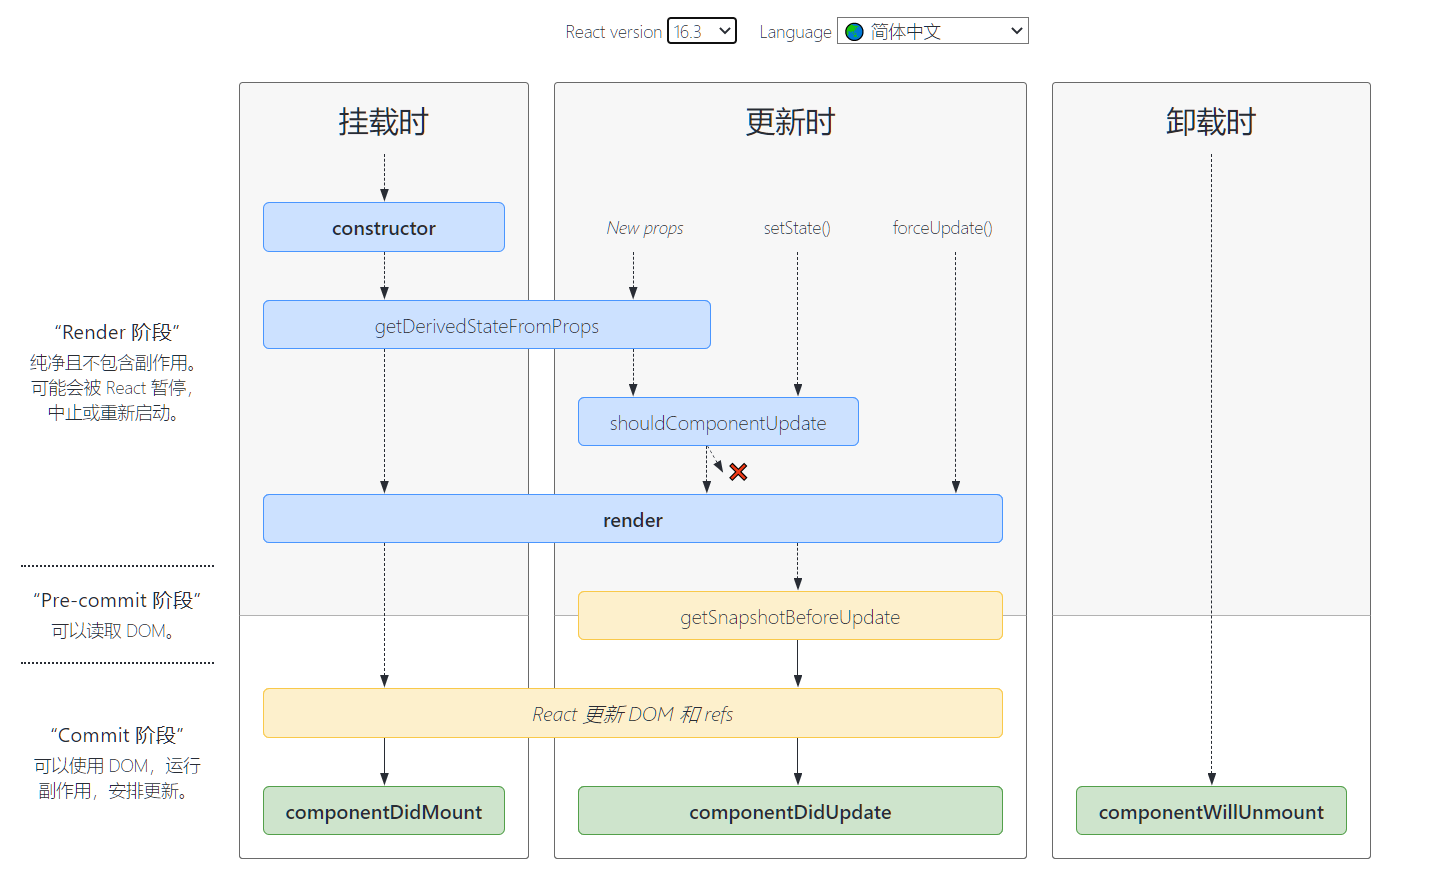 React version 16.3 Language 简体中文
挂载时
更新时
卸载时
constructor
New props
setState()
forceUpdate()
getDerivedStateFromProps
“Render 阶段”
纯净且不包含副作用。
可能会被 React 暂停，
中止或重新启动。
shouldComponentUpdate
render
“Pre-commit 阶段”
可以读取 DOM。
getSnapshotBeforeUpdate
React 更新 DOM 和 refs
“Commit 阶段”
可以使用 DOM，运行
副作用，安排更新。
componentDidMount
componentDidUpdate
componentWillUnmount